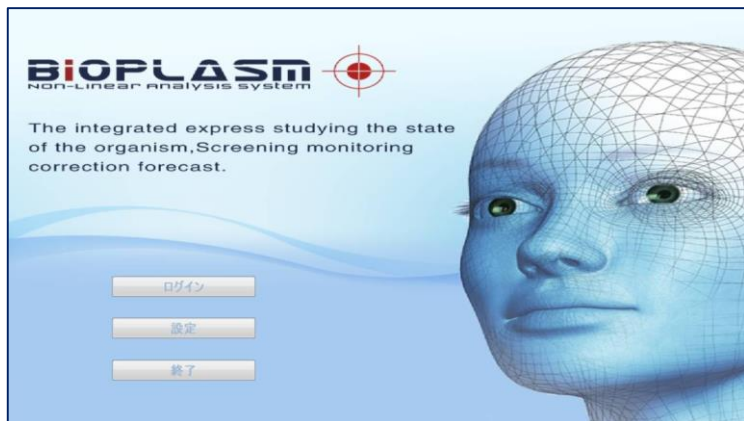 BiOPLASM
Non-Linear Analysis system
The integrated express studying the state
of the organism,Screening monitoring
correction forecast.
ログイン
設定
終了